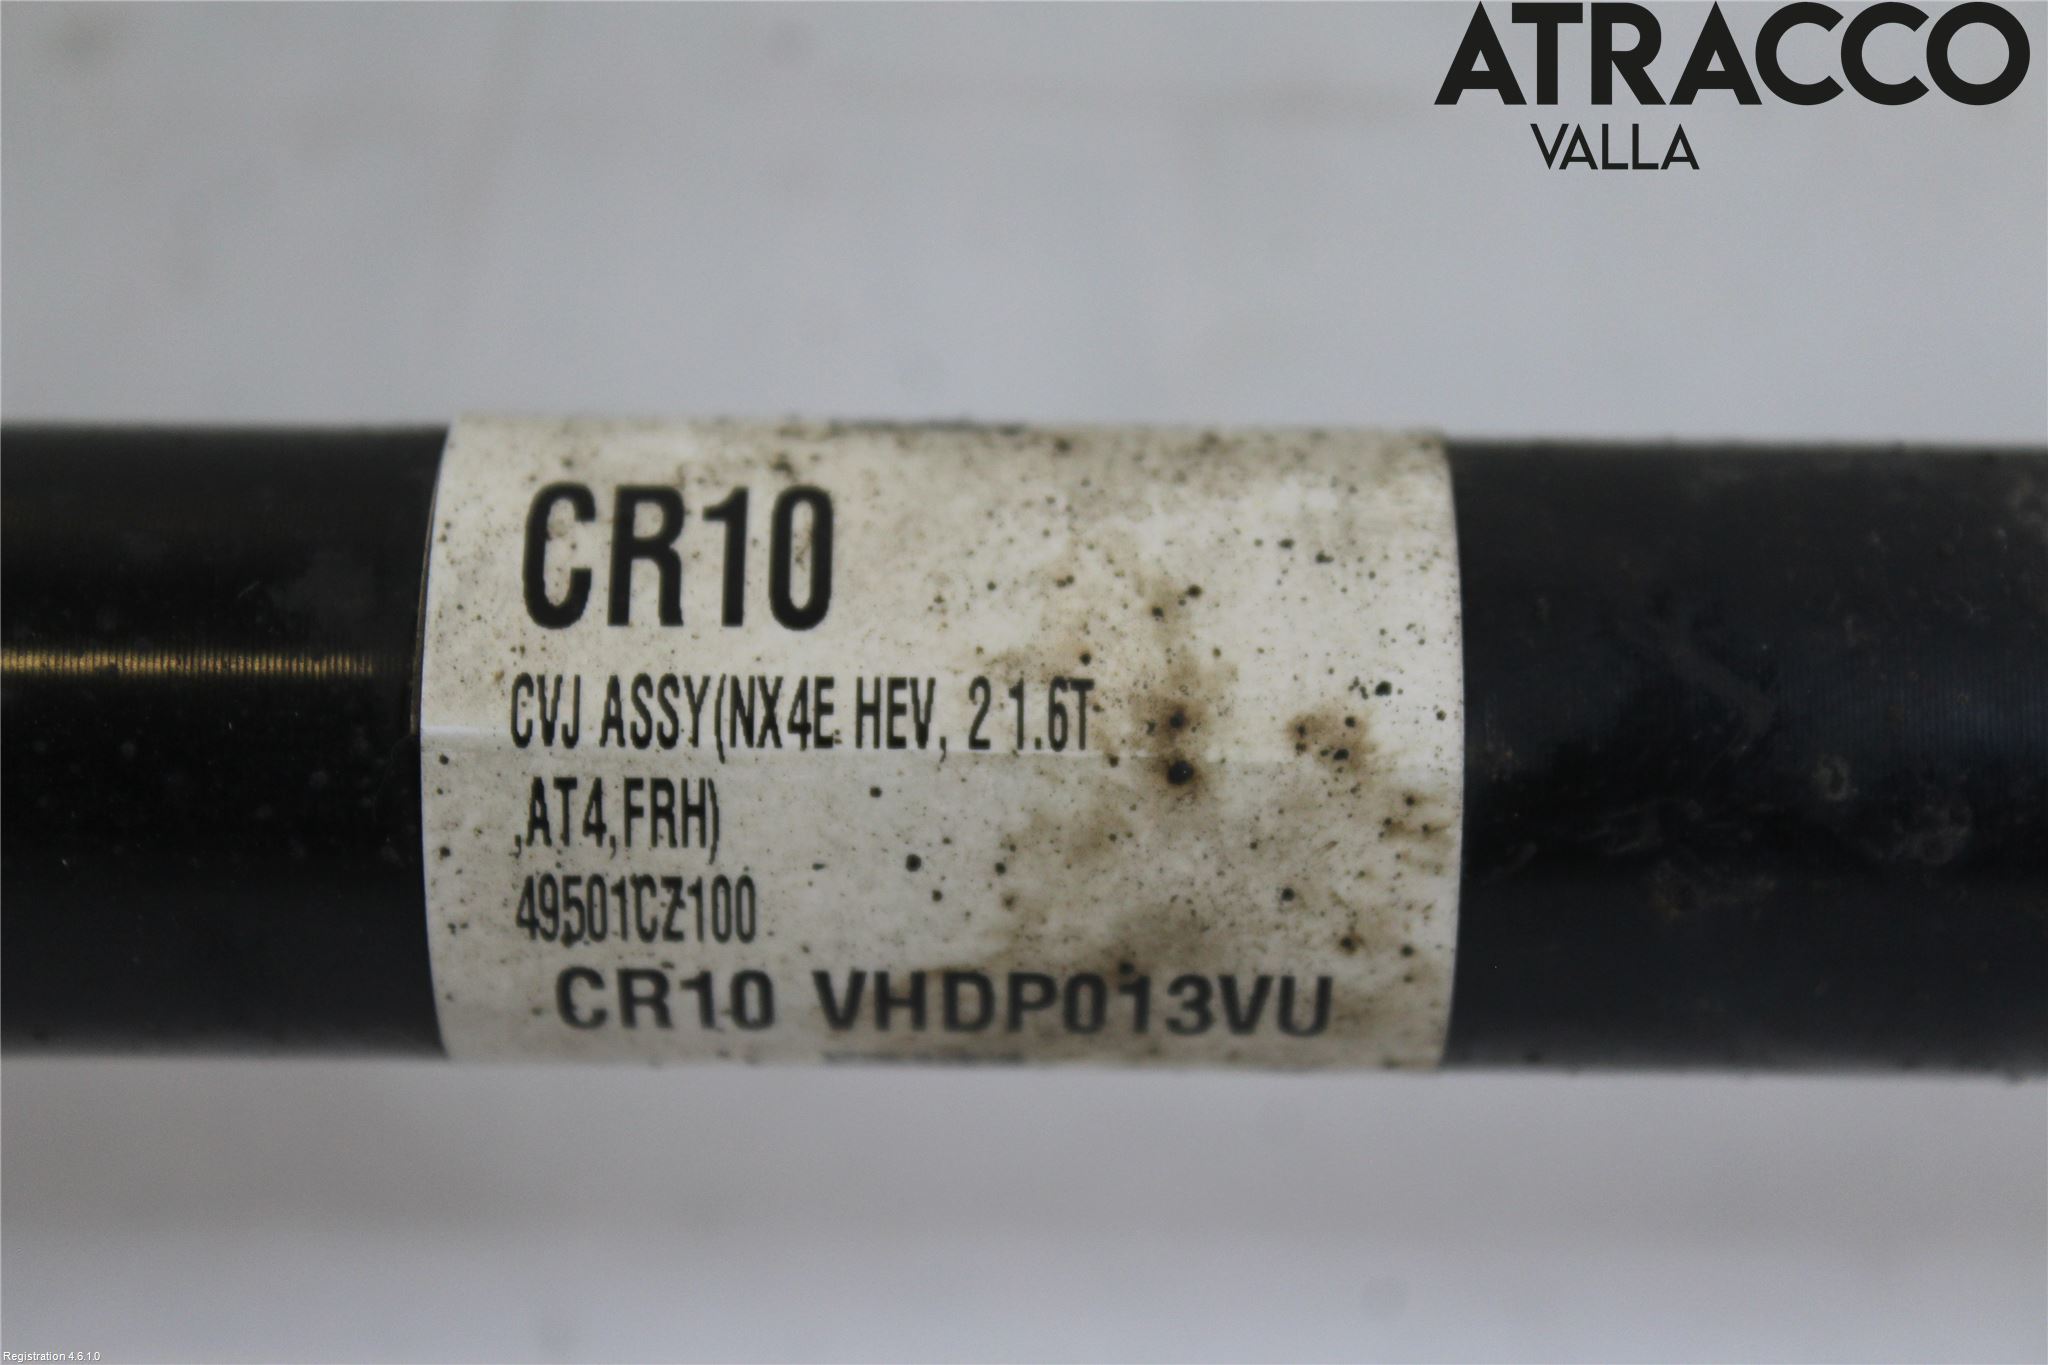 ATRACCO
VALLA
CR10
CVJ ASSY(NX4E HEV, 2 1.6T
,AT4,FRH)
49501CZ100
CR10 VHDP013VU
Registration 4.6.1.0